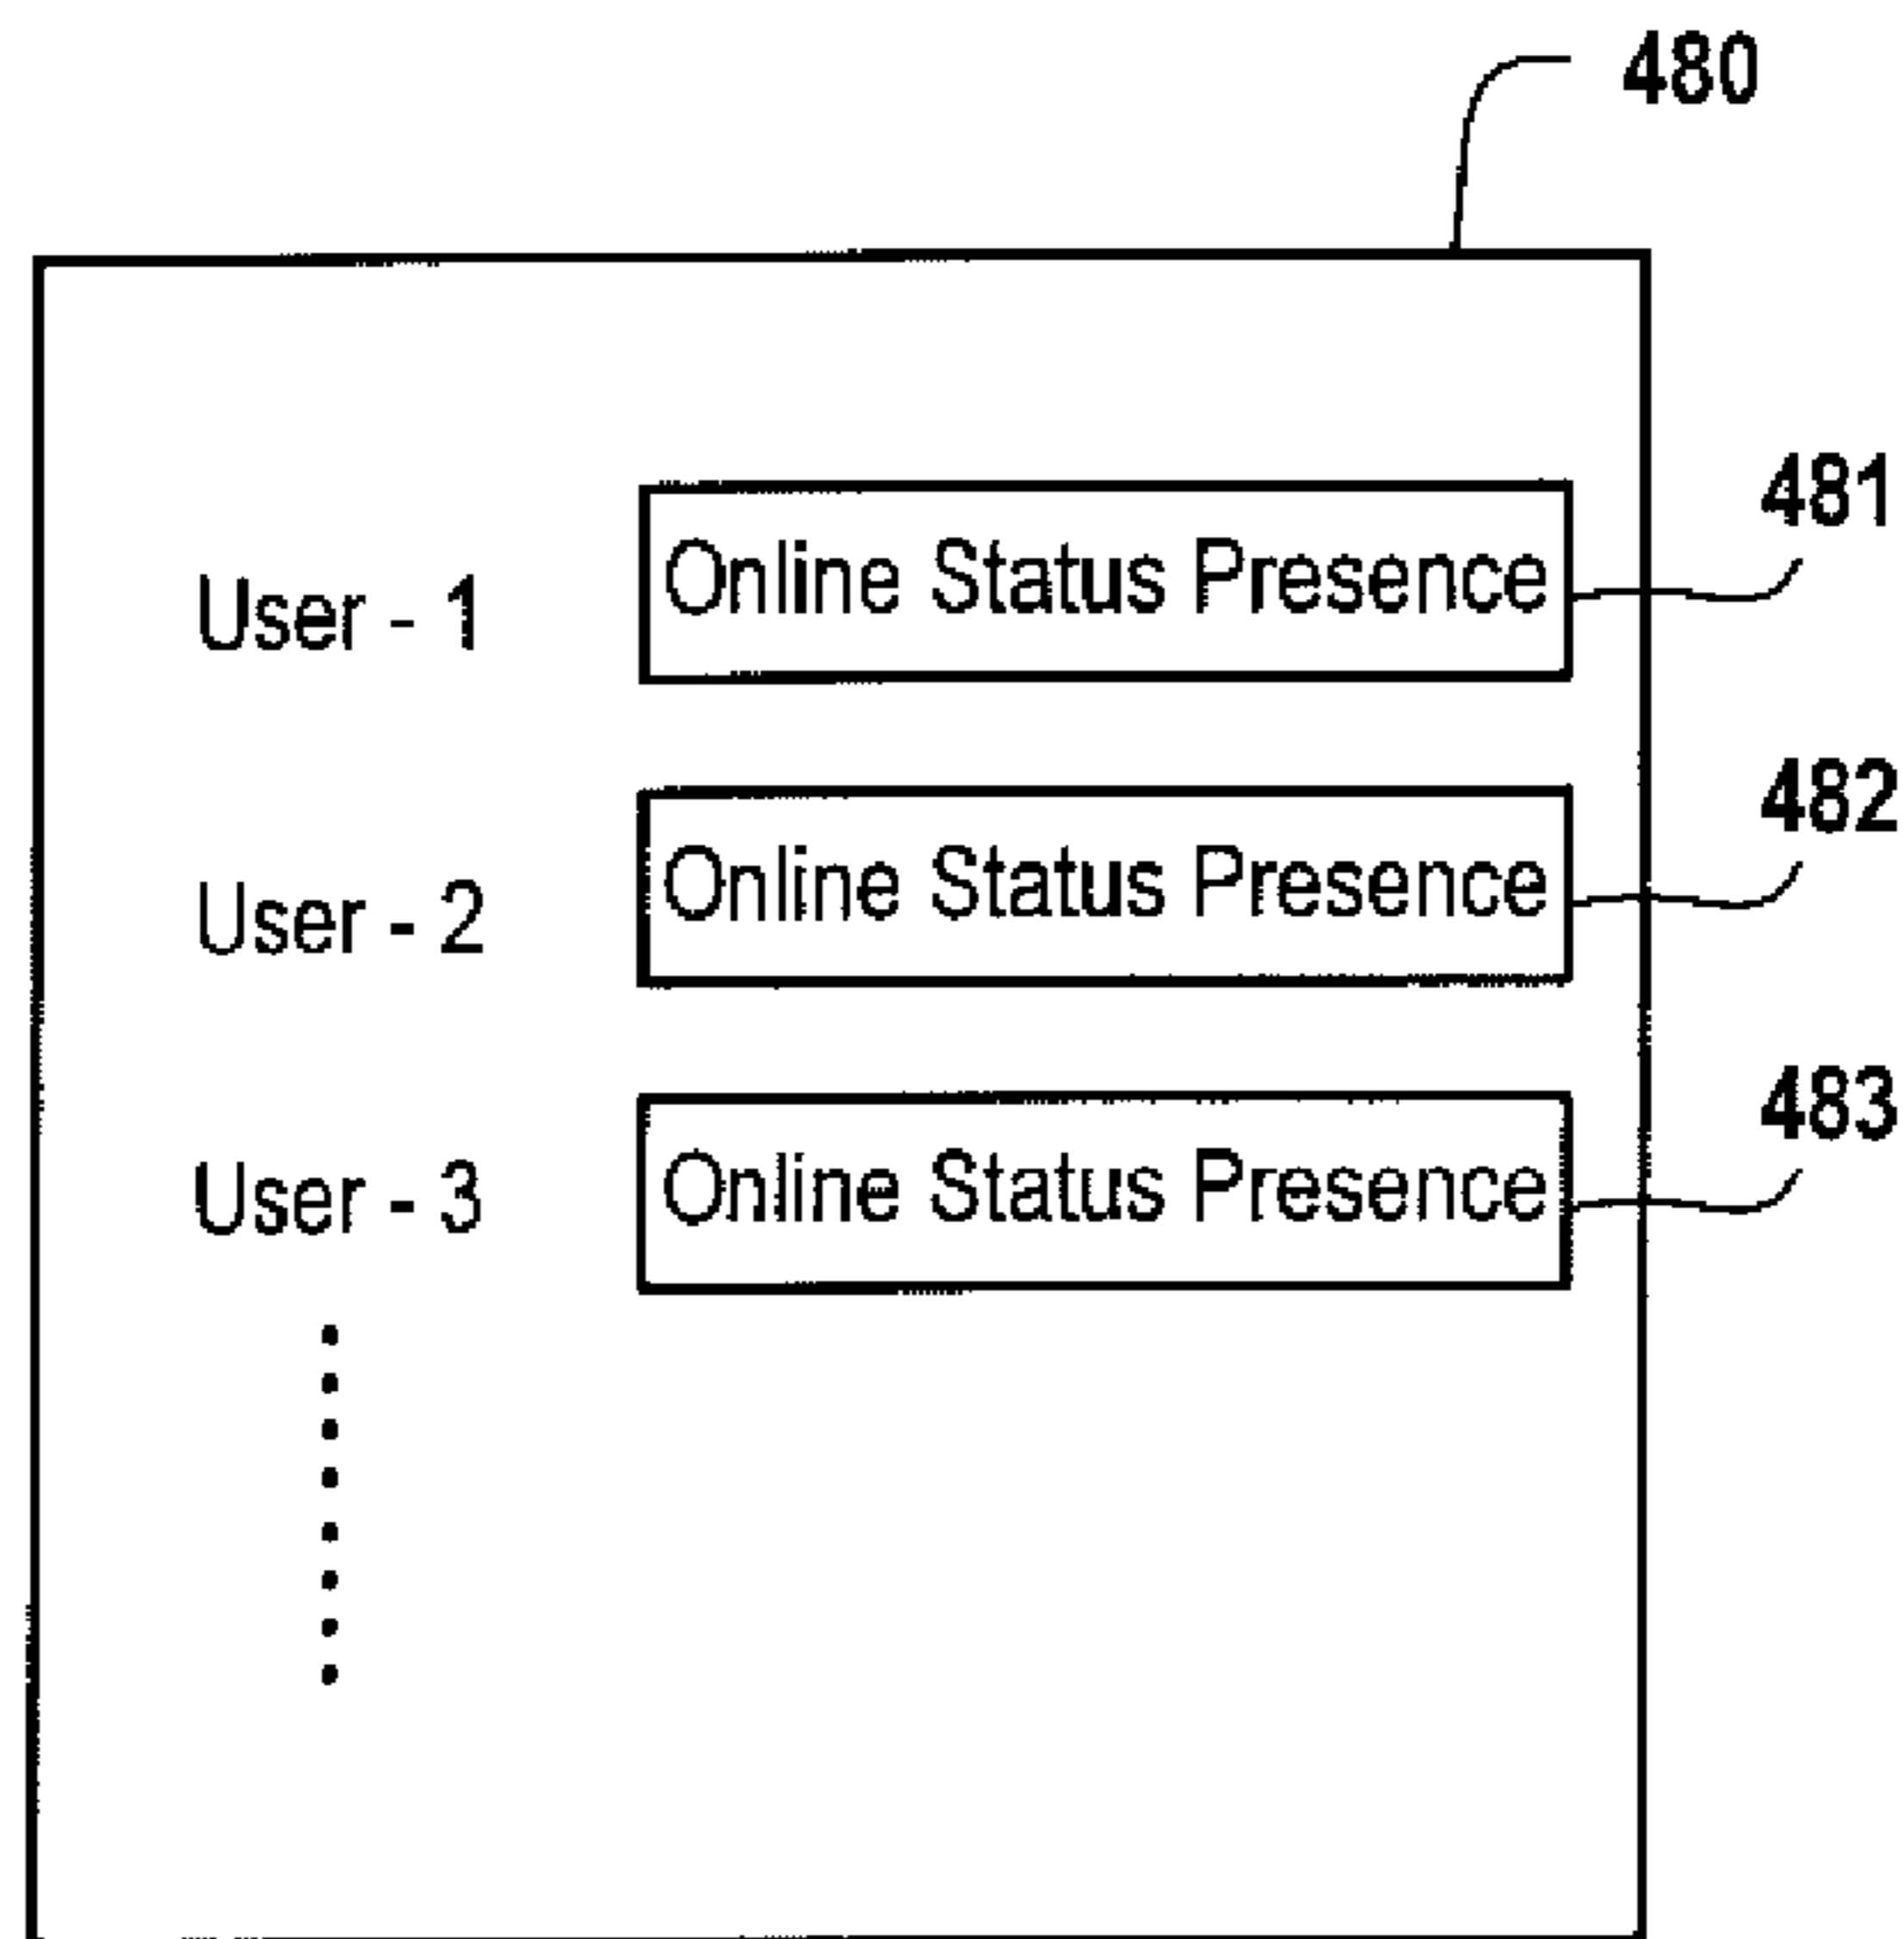 480
481
User - 1 Online Status Presence
482
User - 2 Online Status Presence
483
User - 3 Online Status Presence